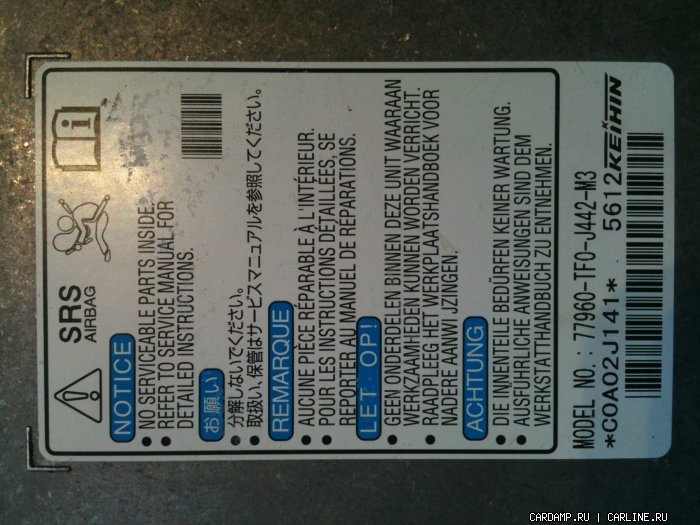 SRS
AIRBAG
NOTICE
• NO SERVICEABLE PARTS INSIDE.
• REFER TO SERVICE MANUAL FOR
DETAILED INSTRUCTIONS.
お願い
• 分解しないでください。
• 取扱い、保管はサービスマニュアルを参照してください。
REMARQUE
• AUCUNE PIÈCE RÉPARABLE À L'INTÉRIEUR.
• POUR LES INSTRUCTIONS DÉTAILLÉES, SE
REPORTER AU MANUEL DE RÉPARATIONS.
LET OP!
• GEEN ONDERDELEN BINNEN DEZE UNIT WAARAAN
WERKZAAMHEDEN KUNNEN WORDEN VERRICHT.
• RAADPLEEG HET WERKPLAATSHANDBOEK VOOR
NADERE AANWIJZINGEN.
ACHTUNG
• DIE INNENTEILE BEDÜRFEN KEINER WARTUNG.
• AUSFÜHRLICHE ANWEISUNGEN SIND DEM
WERKSTATTHANDBUCH ZU ENTNEHMEN.
MODEL NO.: 77960-TF0-J442-M3
*C0A02J141* 5612 KEIHIN
CARDAMP.RU | CARLINE.RU